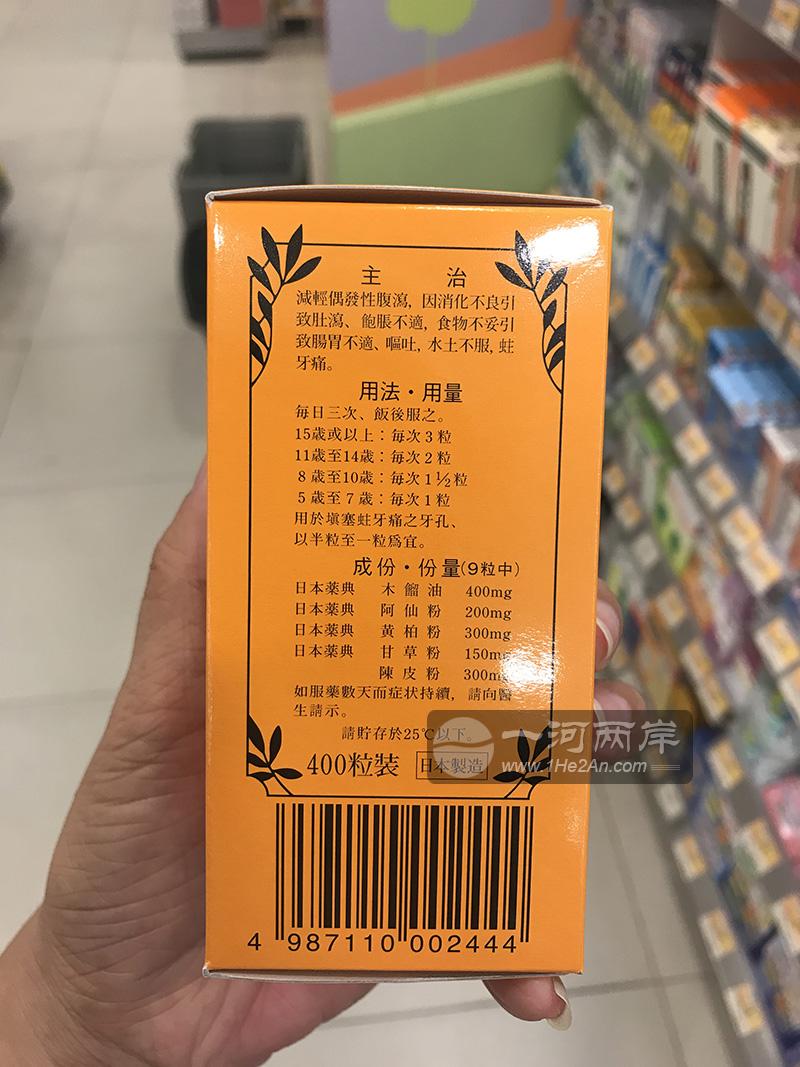 主 治
減輕偶發性腹瀉, 因消化不良引
致肚瀉、飽脹不適, 食物不妥引
致腸胃不適、嘔吐, 水土不服, 蛀
牙痛。
用法・用量
每日三次、飯後服之。
15歲或以上：每次3粒
11歲至14歲：每次2粒
8歲至10歲：每次1½粒
5歲至7歲：每次1粒
用於塡塞蛀牙痛之牙孔、
以半粒至一粒爲宜。
成份・份量(9粒中)
日本薬典 木餾油 400mg
日本薬典 阿仙粉 200mg
日本薬典 黃柏粉 300mg
日本薬典 甘草粉 150mg
陳皮粉 300mg
如服藥數天而症状持續, 請向醫
生請示。
請貯存於25℃以下。
400粒裝 日本製造
一河两岸
www.1He2An.com
4 987110 002444